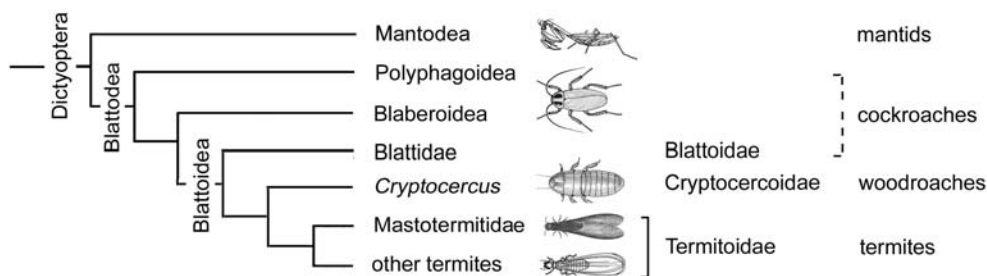 Dictyoptera
Blattodea
Blattoidea
Mantodea mantids
Polyphagoidea
Blaberoidea cockroaches
Blattidae Blattoidae
Cryptocercus Cryptocercoidae woodroaches
Mastotermitidae
Termitoidae termites
other termites